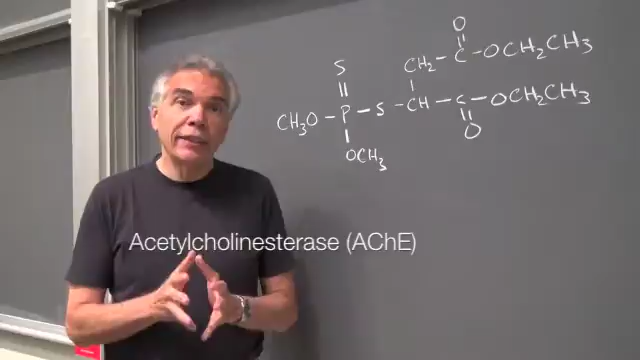 O
S CH₂-C-OCH₂CH₃
CH₃O-P-S-CH-C-OCH₂CH₃
OCH₃ O
Acetylcholinesterase (AChE)